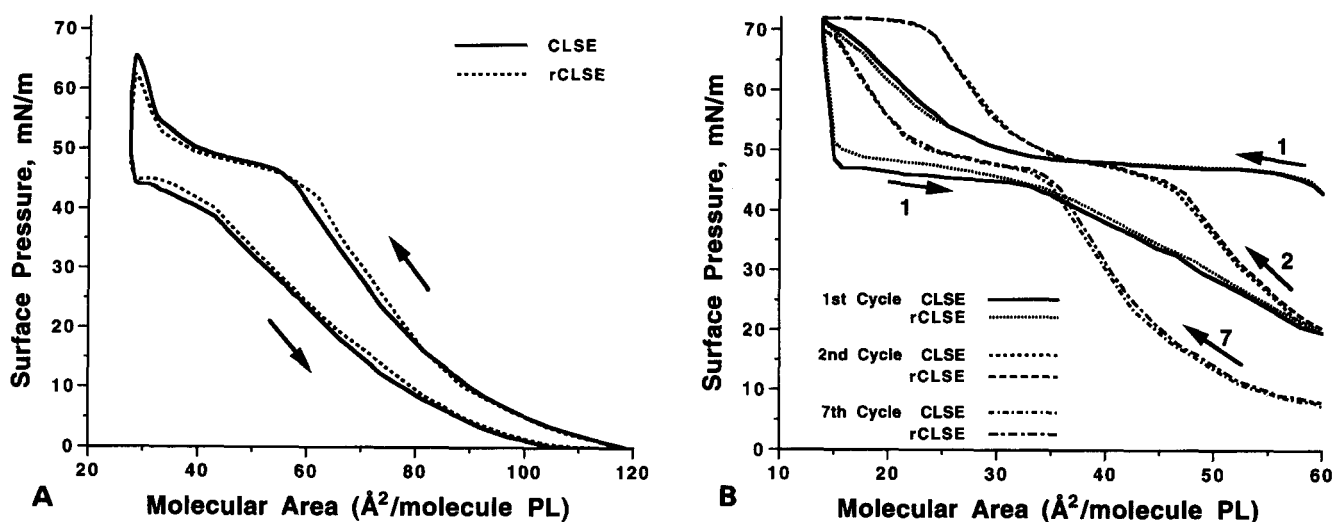 70
60
50
40
30
20
10
0
Surface Pressure, mN/m
CLSE
rCLSE
20 40 60 80 100 120
A Molecular Area (Å²/molecule PL)
70
60
50
40
30
20
10
0
Surface Pressure, mN/m
1
1
2
7
1st Cycle CLSE
rCLSE
2nd Cycle CLSE
rCLSE
7th Cycle CLSE
rCLSE
10 20 30 40 50 60
B Molecular Area (Å²/molecule PL)